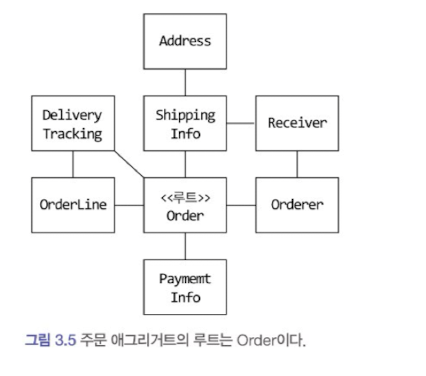 Address
Delivery
Tracking
Shipping
Info
Receiver
OrderLine
<<루트>>
Order
Orderer
Paymemt
Info
그림 3.5 주문 애그리거트의 루트는 Order이다.